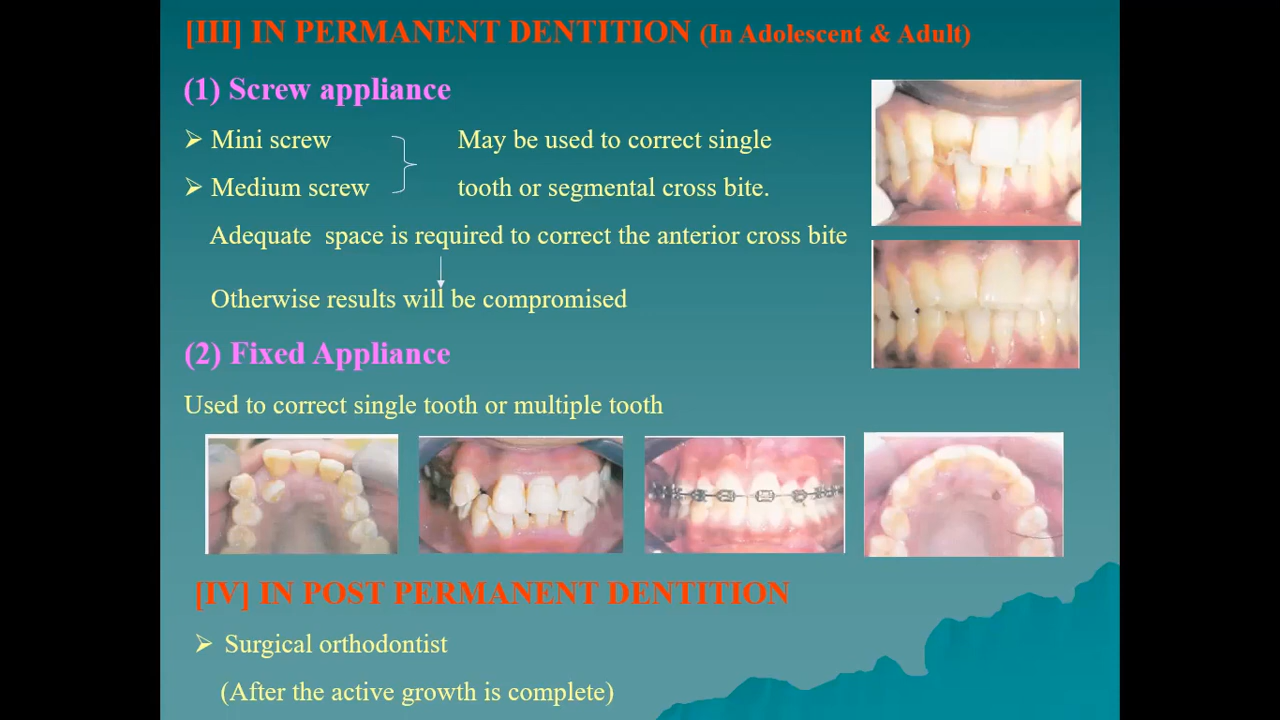 [III] IN PERMANENT DENTITION (In Adolescent & Adult)
(1) Screw appliance
➢ Mini screw May be used to correct single
➢ Medium screw tooth or segmental cross bite.
Adequate space is required to correct the anterior cross bite
Otherwise results will be compromised
(2) Fixed Appliance
Used to correct single tooth or multiple tooth
[IV] IN POST PERMANENT DENTITION
➢ Surgical orthodontist
(After the active growth is complete)